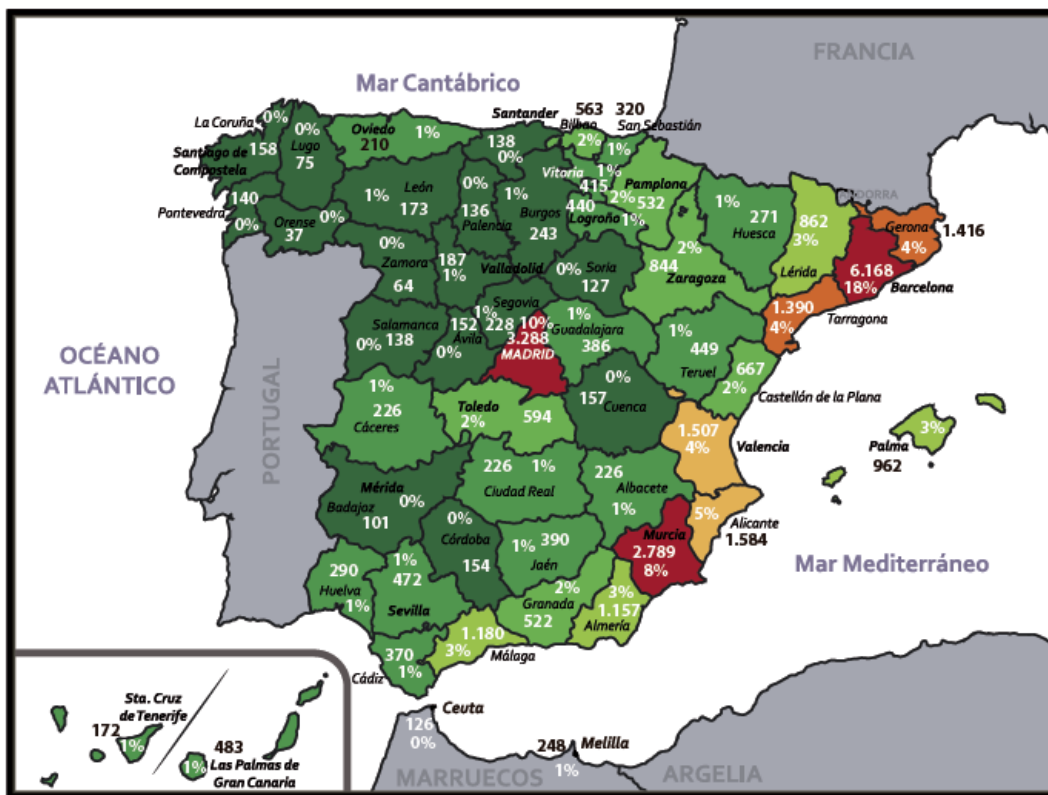 FRANCIA
Mar Cantábrico
Santander
563
320
Bilbao
2%
San Sebastián
1%
La Coruña
0%
Santiago de
Compostela
158
0%
Lugo
75
Oviedo
210
1%
138
0%
Vitoria
1%
415
Pamplona
2%
532
ANDORRA
140
Pontevedra
0%
Orense
0%
37
León
1%
173
0%
136
Palencia
1%
Burgos
243
440
Logroño
1%
1%
271
Huesca
862
3%
Lérida
Gerona
4%
1.416
6.168
18%
Barcelona
0%
Zamora
64
187
1%
Valladolid
0%
Soria
127
2%
844
Zaragoza
1.390
4%
Tarragona
OCÉANO
ATLÁNTICO
PORTUGAL
Salamanca
0%
138
152
Ávila
0%
Segovia
1%
228
10%
3.288
MADRID
1%
Guadalajara
386
1%
449
Teruel
667
2%
Castellón de la Plana
1%
226
Cáceres
Toledo
2%
594
0%
157
Cuenca
1.507
4%
Valencia
3%
Palma
962
Mérida
Badajoz
0%
101
226
1%
Ciudad Real
226
Albacete
1%
5%
Alicante
1.584
Murcia
2.789
8%
Mar Mediterráneo
0%
Córdoba
154
1%
390
Jaén
290
Huelva
1%
1%
472
Sevilla
2%
Granada
522
3%
1.157
Almería
1.180
3%
Málaga
370
1%
Cádiz
Sta. Cruz
de Tenerife
172
1%
483
1%
Las Palmas de
Gran Canaria
Ceuta
126
0%
248
Melilla
1%
MARRUECOS
ARGELIA